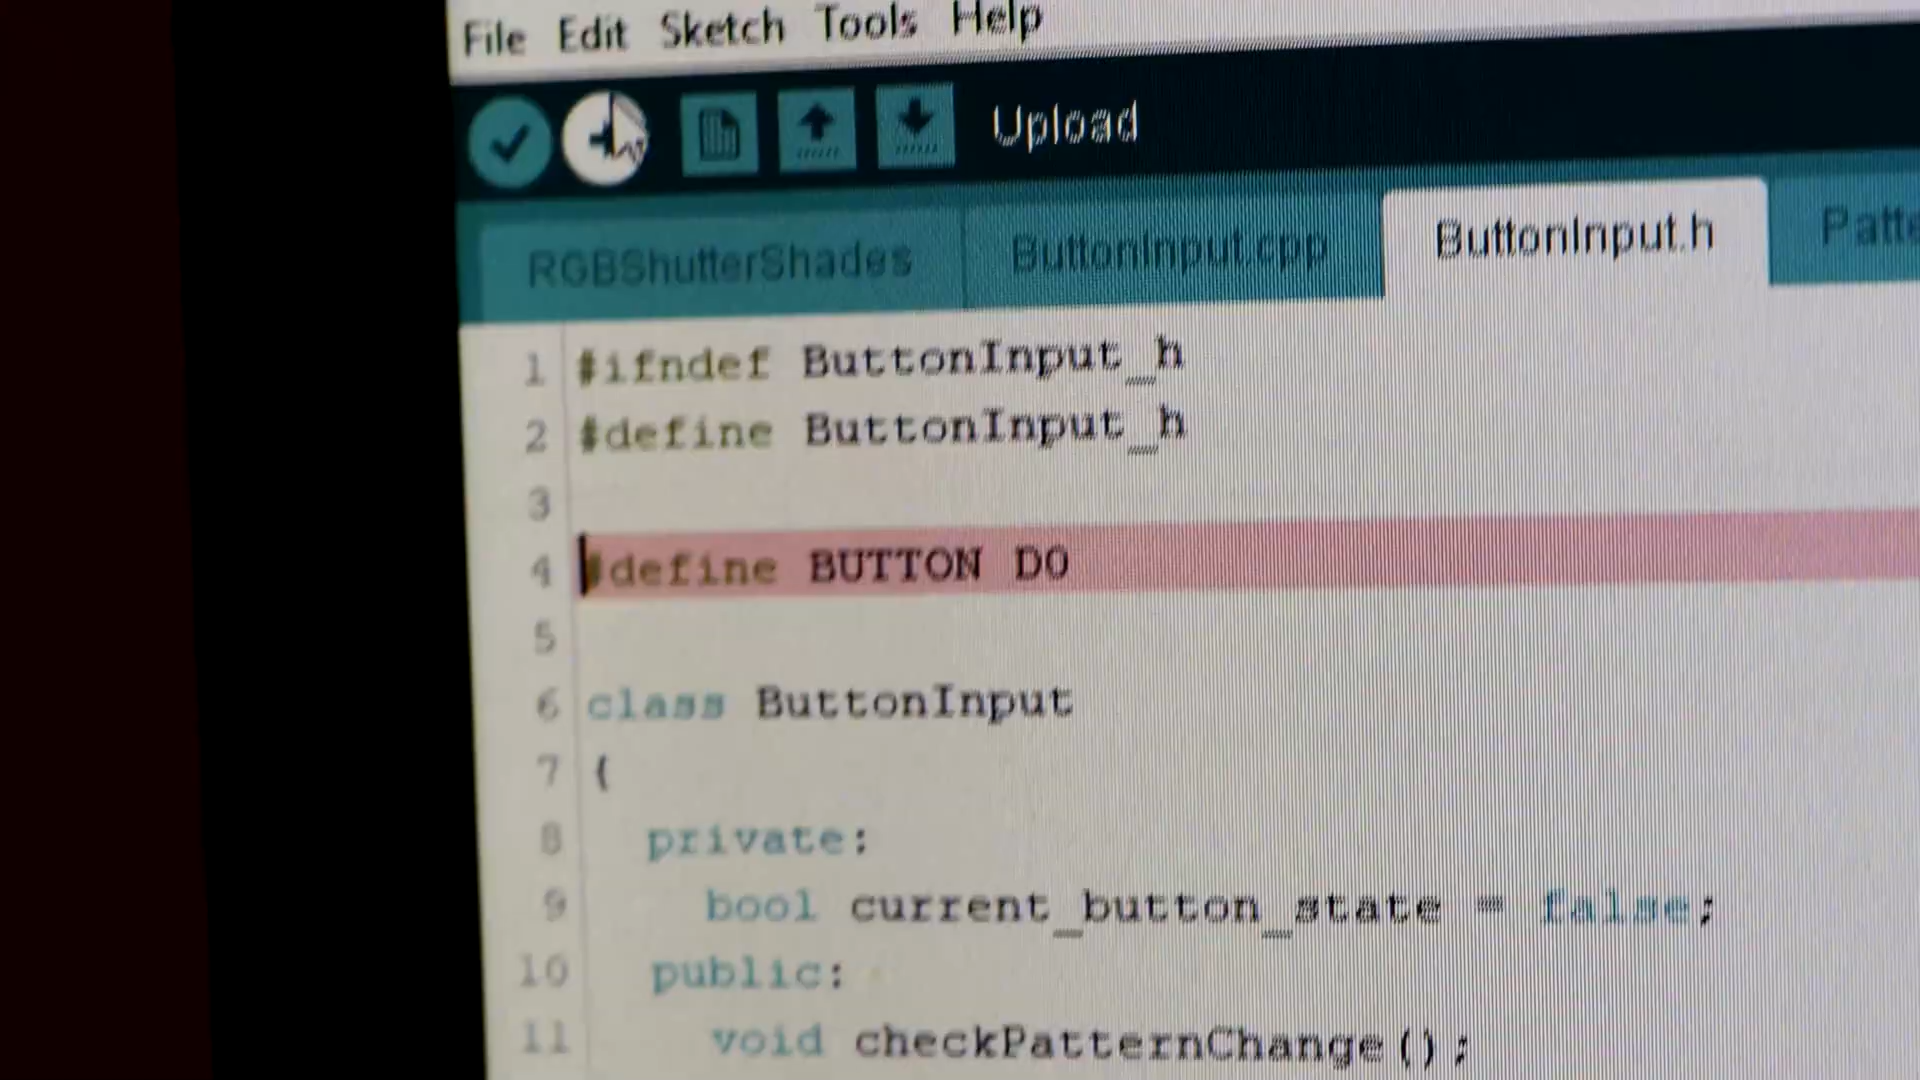 File Edit Sketch Tools Help
Upload
RGBShutterShades ButtonInput.cpp ButtonInput.h Patte
1 #ifndef ButtonInput_h
2 #define ButtonInput_h
3
4 #define BUTTON D0
5
6 class ButtonInput
7 {
8 private:
9 bool current_button_state = false;
10 public:
11 void checkPatternChange();